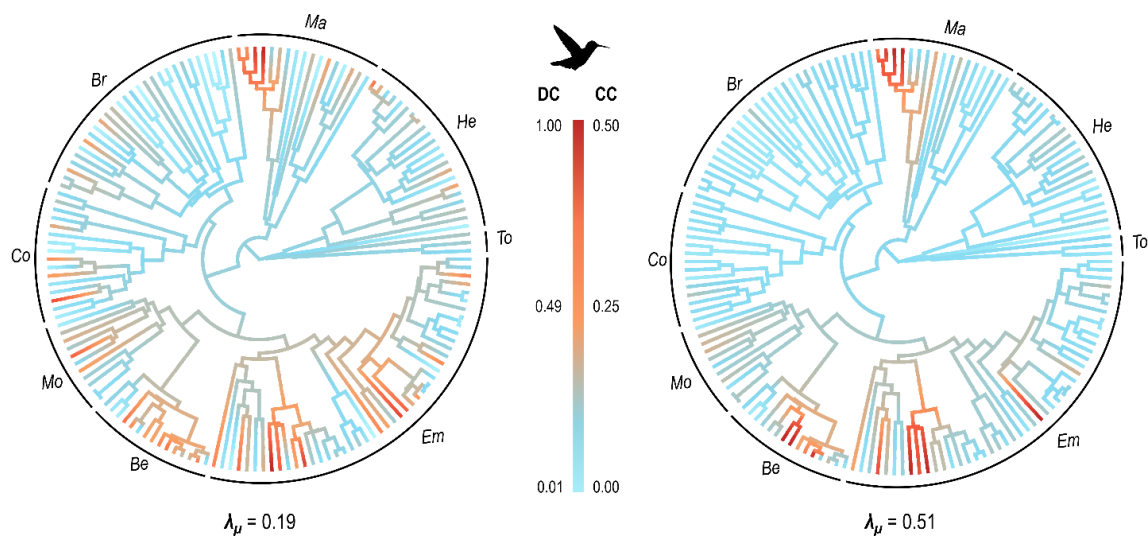 Ma
Br
He
To
Co
Mo
Be
Em
λμ = 0.19
DC CC
1.00 0.50
0.49 0.25
0.01 0.00
Ma
Br
He
To
Co
Mo
Be
Em
λμ = 0.51